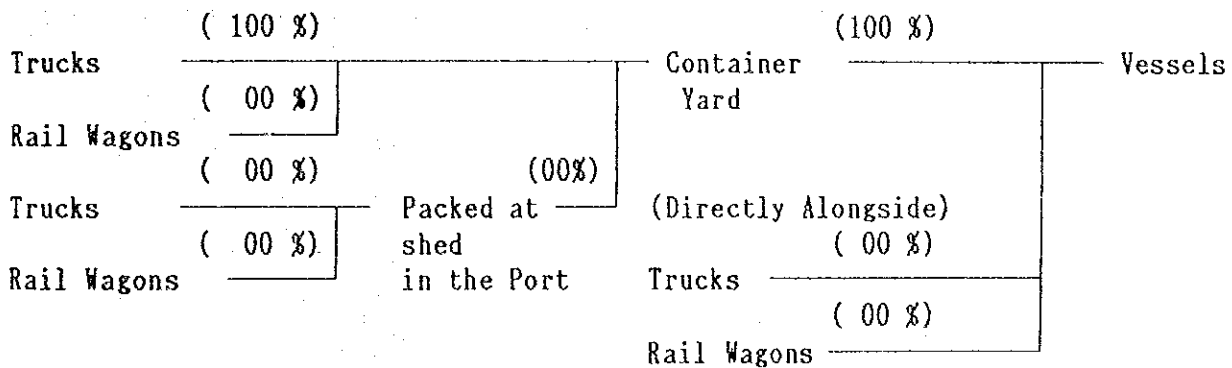 ( 100 %) (100 %)
Trucks Container Vessels
( 00 %) Yard
Rail Wagons
( 00 %) (00%)
Trucks Packed at (Directly Alongside)
( 00 %) shed ( 00 %)
Rail Wagons in the Port Trucks
( 00 %)
Rail Wagons